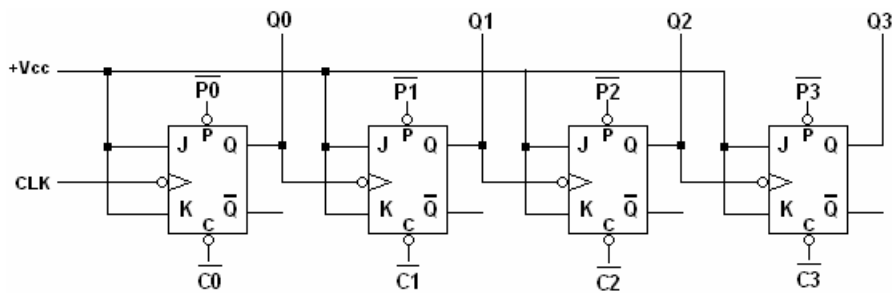 Q0 Q1 Q2 Q3
+Vcc
P0 P1 P2 P3
P P P P
J Q J Q J Q J Q
CLK
K Q K Q K Q K Q
C C C C
C0 C1 C2 C3